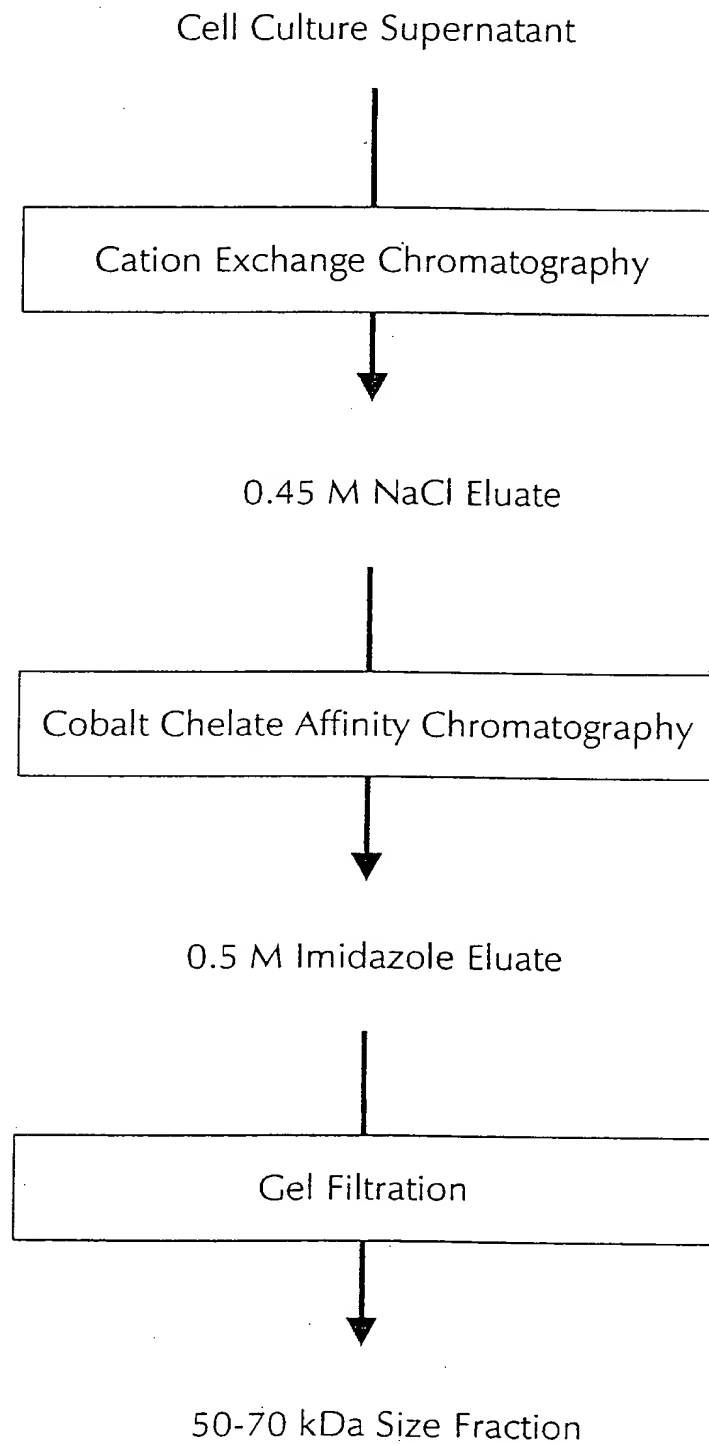 Cell Culture Supernatant
Cation Exchange Chromatography
0.45 M NaCl Eluate
Cobalt Chelate Affinity Chromatography
0.5 M Imidazole Eluate
Gel Filtration
50-70 kDa Size Fraction